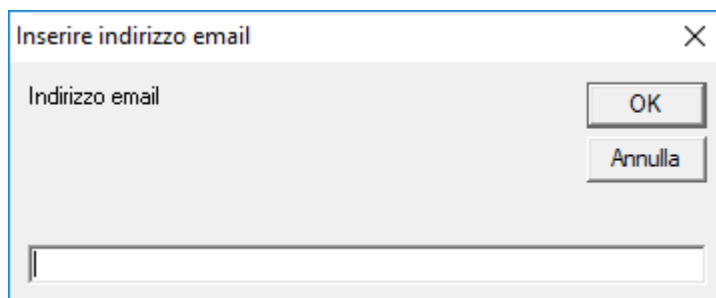 Inserire indirizzo email
Indirizzo email
OK
Annulla